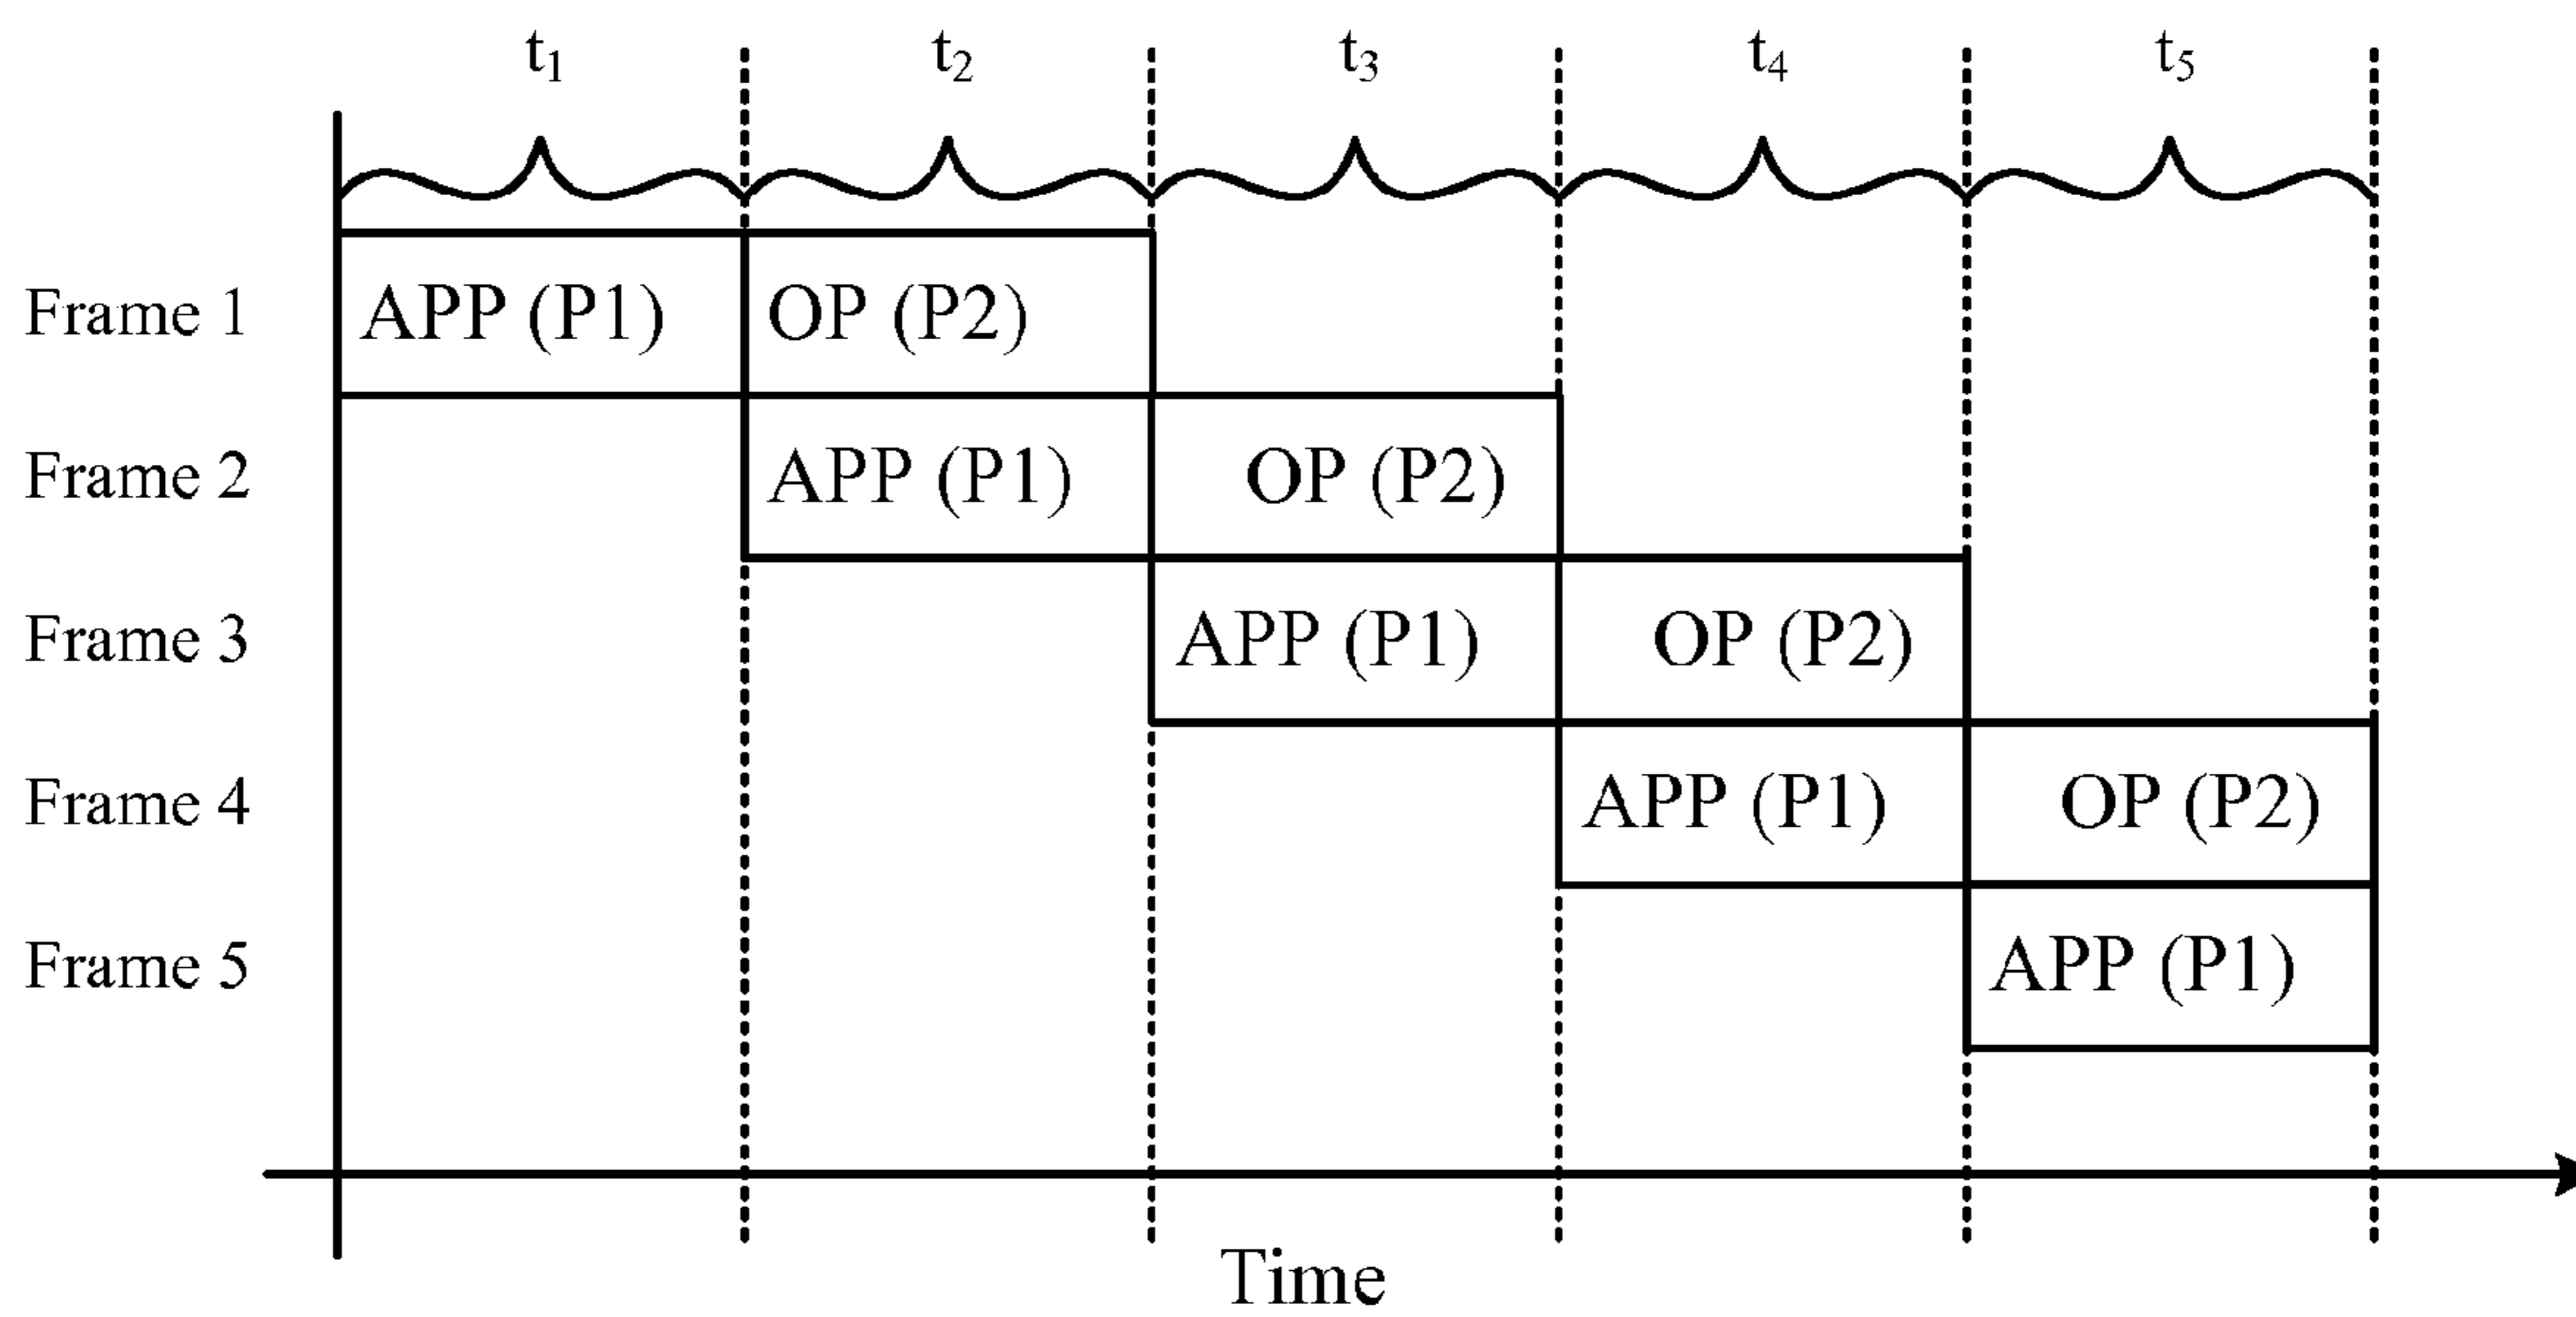 t₁ t₂ t₃ t₄ t₅
Frame 1 APP (P1) OP (P2)
Frame 2 APP (P1) OP (P2)
Frame 3 APP (P1) OP (P2)
Frame 4 APP (P1) OP (P2)
Frame 5 APP (P1)
Time